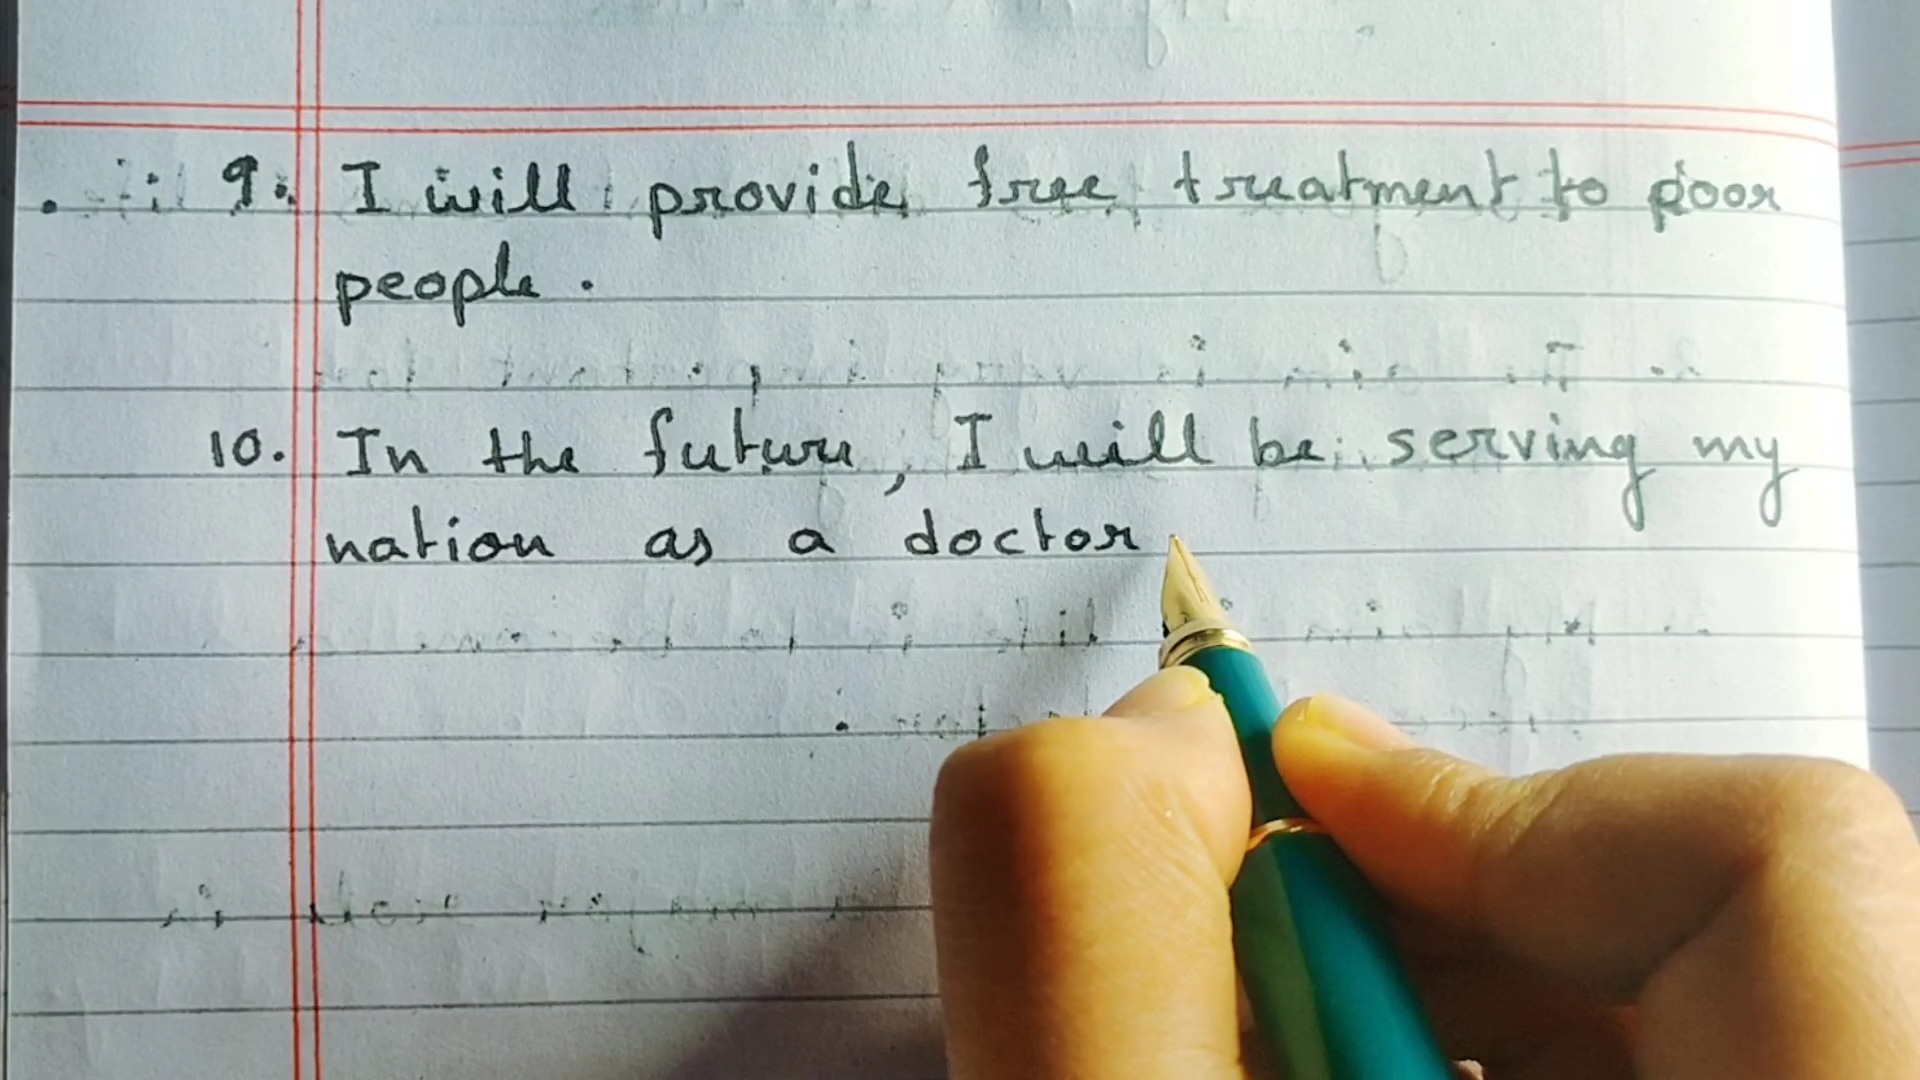 9. I will provide free treatment to poor
people.
10. In the future, I will be serving my
nation as a doctor